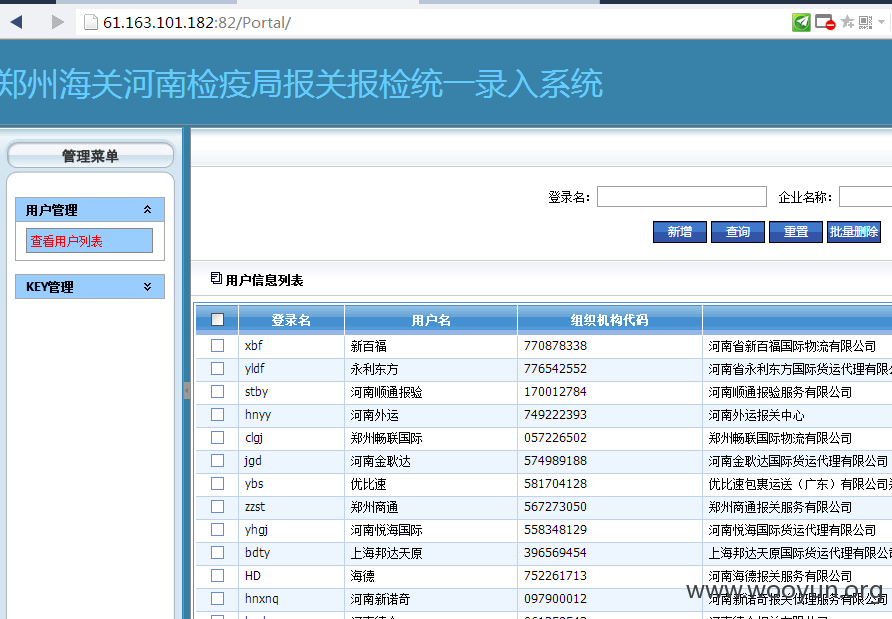 61.163.101.182:82/Portal/
郑州海关河南检疫局报关报检统一录入系统
管理菜单
用户管理
查看用户列表
KEY管理
登录名： 企业名称：
新增 查询 重置 批量删除
用户信息列表
登录名 用户名 组织机构代码
xbf 新百福 770878338 河南省新百福国际物流有限公司
yldf 永利东方 776542552 河南省永利东方国际货运代理有限公
stby 河南顺通报验 170012784 河南顺通报验服务有限公司
hnyy 河南外运 749222393 河南外运报关中心
clgj 郑州畅联国际 057226502 郑州畅联国际物流有限公司
jgd 河南金耿达 574989188 河南金耿达国际货运代理有限公司
ybs 优比速 581704128 优比速包裹运送（广东）有限公司
zzst 郑州商通 567273050 郑州商通报关服务有限公司
yhgj 河南悦海国际 558348129 河南悦海国际货运代理有限公司
bdty 上海邦达天原 396569454 上海邦达天原国际货运代理有限公
HD 海德 752261713 河南海德报关服务有限公司
hnxnq 河南新诺奇 097900012 河南新诺奇报关代理服务有限公司
www.wooyun.org